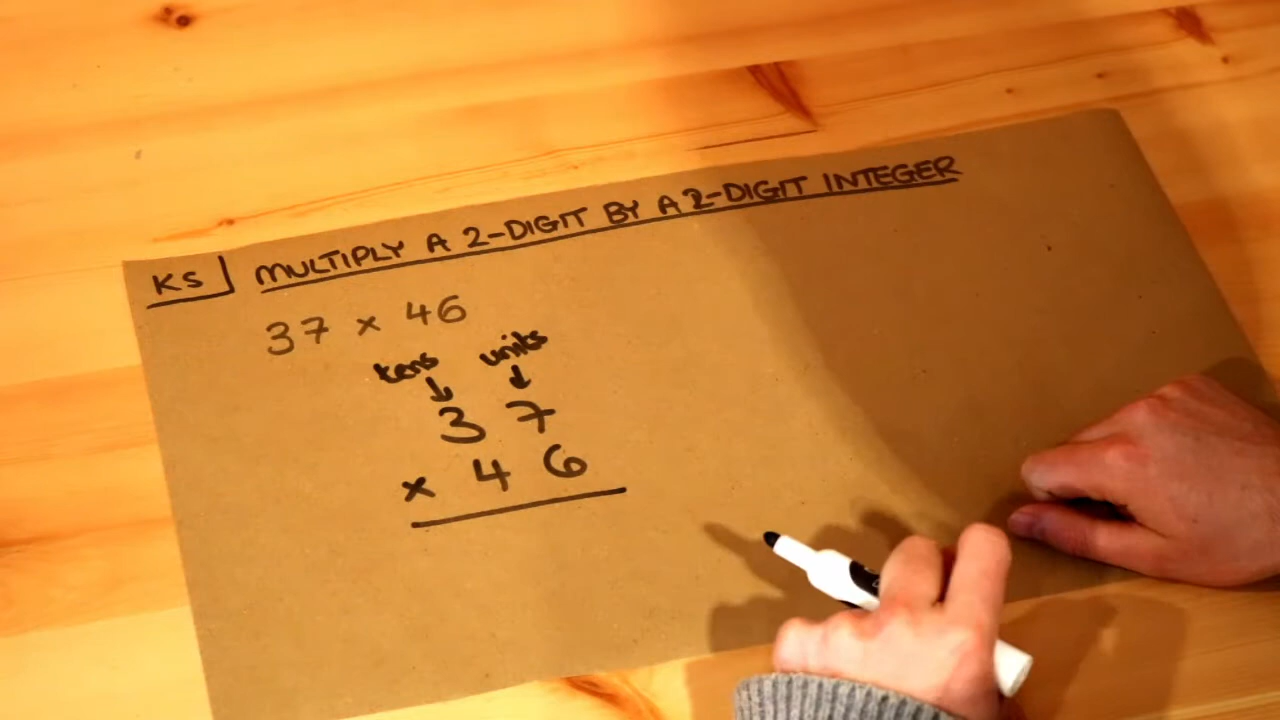 KS MULTIPLY A 2-DIGIT BY A 2-DIGIT INTEGER
37 × 46
tens units
↓ ↓
3 7
× 4 6